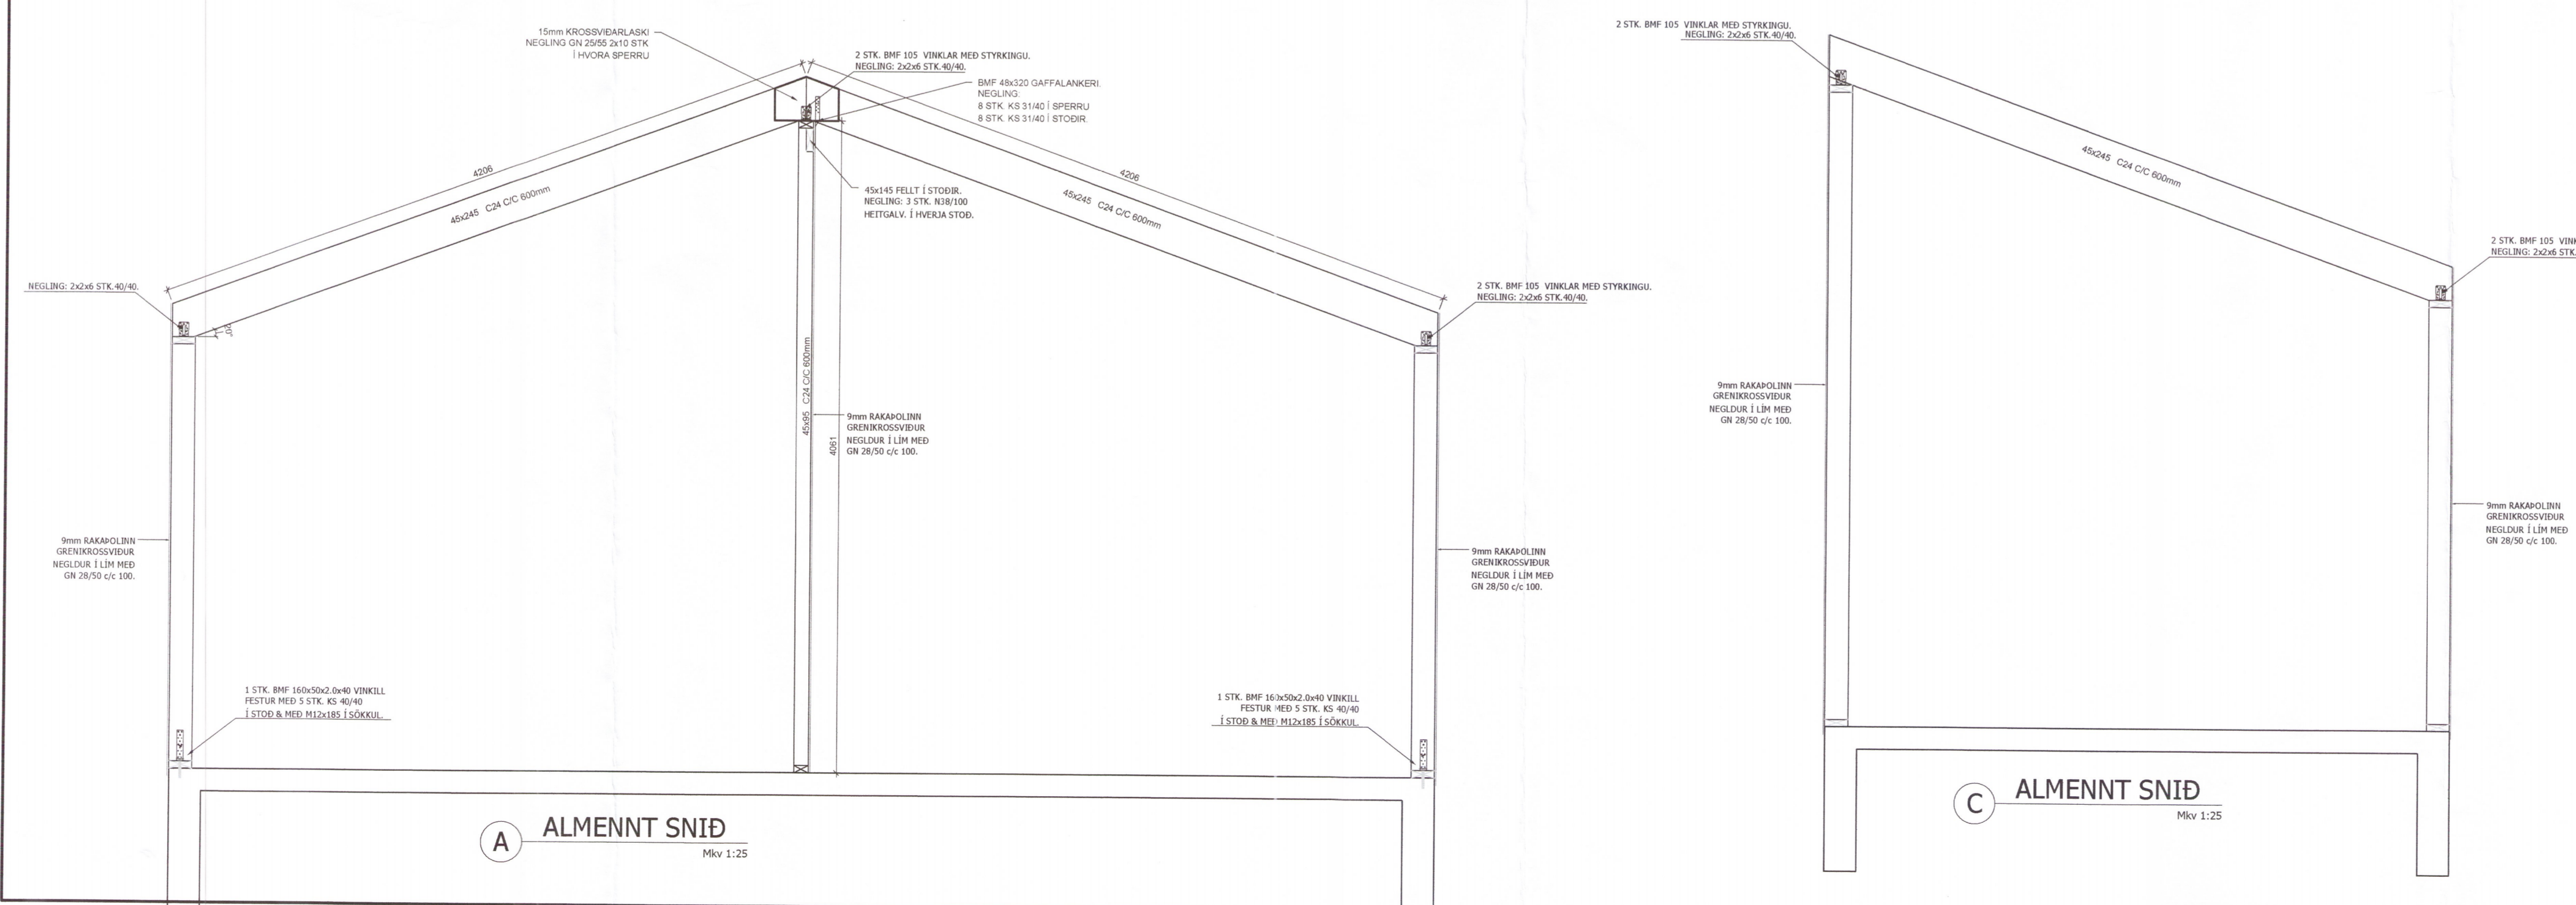 15mm KROSSVIÐARLASKI
NEGLING GN 25/55 2x10 STK
Í HVORA SPERRU
2 STK. BMF 105 VINKLAR MEÐ STYRKINGU.
NEGLING: 2x2x6 STK.40/40.
BMF 48x320 GAFFALANKERI.
NEGLING:
8 STK. KS 31/40 Í SPERRU
8 STK. KS 31/40 Í STOÐIR.
4206
4206
45x245 C24 C/C 600mm
45x245 C24 C/C 600mm
45x145 FELLT Í STOÐIR.
NEGLING: 3 STK. N38/100
HEITGALV. Í HVERJA STOÐ.
NEGLING: 2x2x6 STK.40/40.
20°
2 STK. BMF 105 VINKLAR MEÐ STYRKINGU.
NEGLING: 2x2x6 STK.40/40.
45x95 C24 C/C 600mm
4061
9mm RAKAÞOLINN
GRENIKROSSVIÐUR
NEGLDUR Í LÍM MEÐ
GN 28/50 c/c 100.
9mm RAKAÞOLINN
GRENIKROSSVIÐUR
NEGLDUR Í LÍM MEÐ
GN 28/50 c/c 100.
9mm RAKAÞOLINN
GRENIKROSSVIÐUR
NEGLDUR Í LÍM MEÐ
GN 28/50 c/c 100.
1 STK. BMF 160x50x2.0x40 VINKILL
FESTUR MEÐ 5 STK. KS 40/40
Í STOÐ & MEÐ M12x185 Í SÖKKUL.
1 STK. BMF 160x50x2.0x40 VINKILL
FESTUR MEÐ 5 STK. KS 40/40
Í STOÐ & MEÐ M12x185 Í SÖKKUL.
A
ALMENNT SNIÐ
Mkv 1:25
2 STK. BMF 105 VINKLAR MEÐ STYRKINGU.
NEGLING: 2x2x6 STK.40/40.
45x245 C24 C/C 600mm
2 STK. BMF 105 VINK
NEGLING: 2x2x6 STK.
9mm RAKAÞOLINN
GRENIKROSSVIÐUR
NEGLDUR Í LÍM MEÐ
GN 28/50 c/c 100.
9mm RAKAÞOLINN
GRENIKROSSVIÐUR
NEGLDUR Í LÍM MEÐ
GN 28/50 c/c 100.
C
ALMENNT SNIÐ
Mkv 1:25